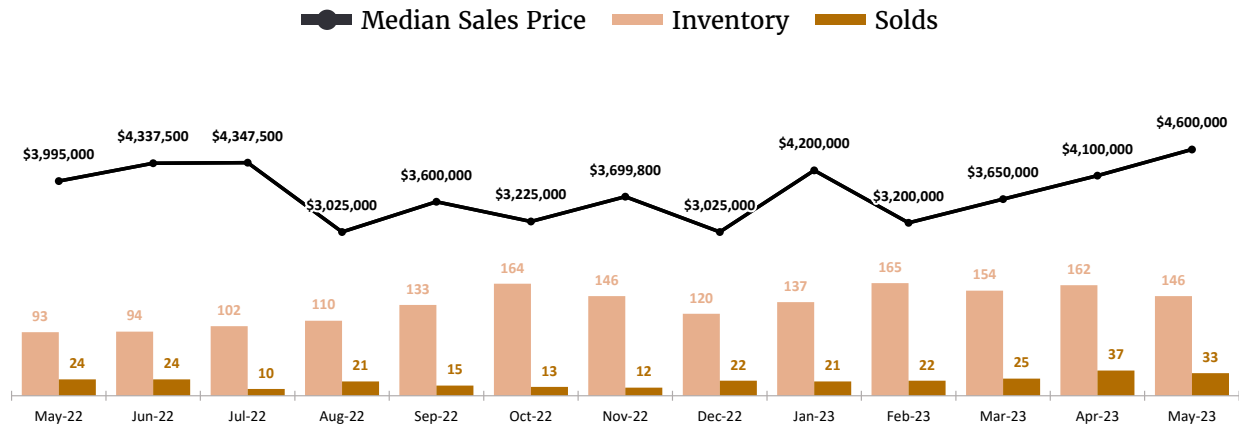 Median Sales Price Inventory Solds
$3,995,000 $4,337,500 $4,347,500 $3,025,000 $3,600,000 $3,225,000 $3,699,800 $3,025,000 $4,200,000 $3,200,000 $3,650,000 $4,100,000 $4,600,000
93 94 102 110 133 164 146 120 137 165 154 162 146
24 24 10 21 15 13 12 22 21 22 25 37 33
May-22 Jun-22 Jul-22 Aug-22 Sep-22 Oct-22 Nov-22 Dec-22 Jan-23 Feb-23 Mar-23 Apr-23 May-23